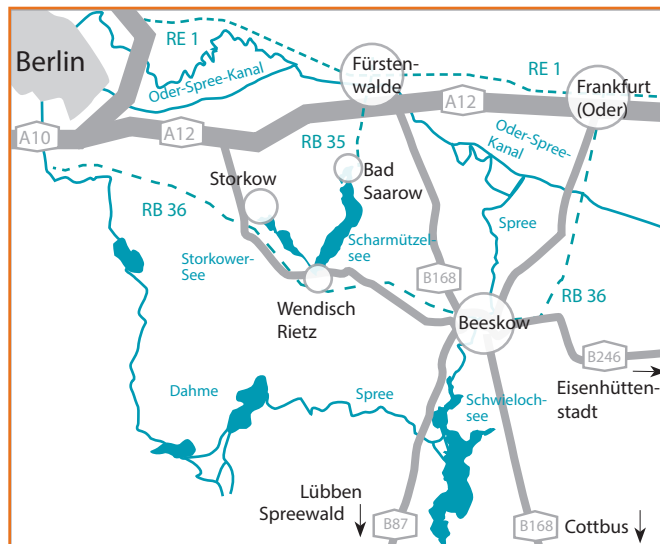 RE 1
Berlin
Fürsten-
walde
RE 1
Oder-Spree-Kanal
Frankfurt
(Oder)
A12
A10
A12
RB 35
Oder-Spree-
Kanal
Bad
Saarow
Storkow
RB 36
Spree
Scharmützel-
see
Storkower-
See
B168
Wendisch
Rietz
RB 36
Beeskow
B246
Eisenhütten-
stadt
Dahme
Spree
Schwieloch-
see
Lübben
Spreewald
B87
B168
Cottbus